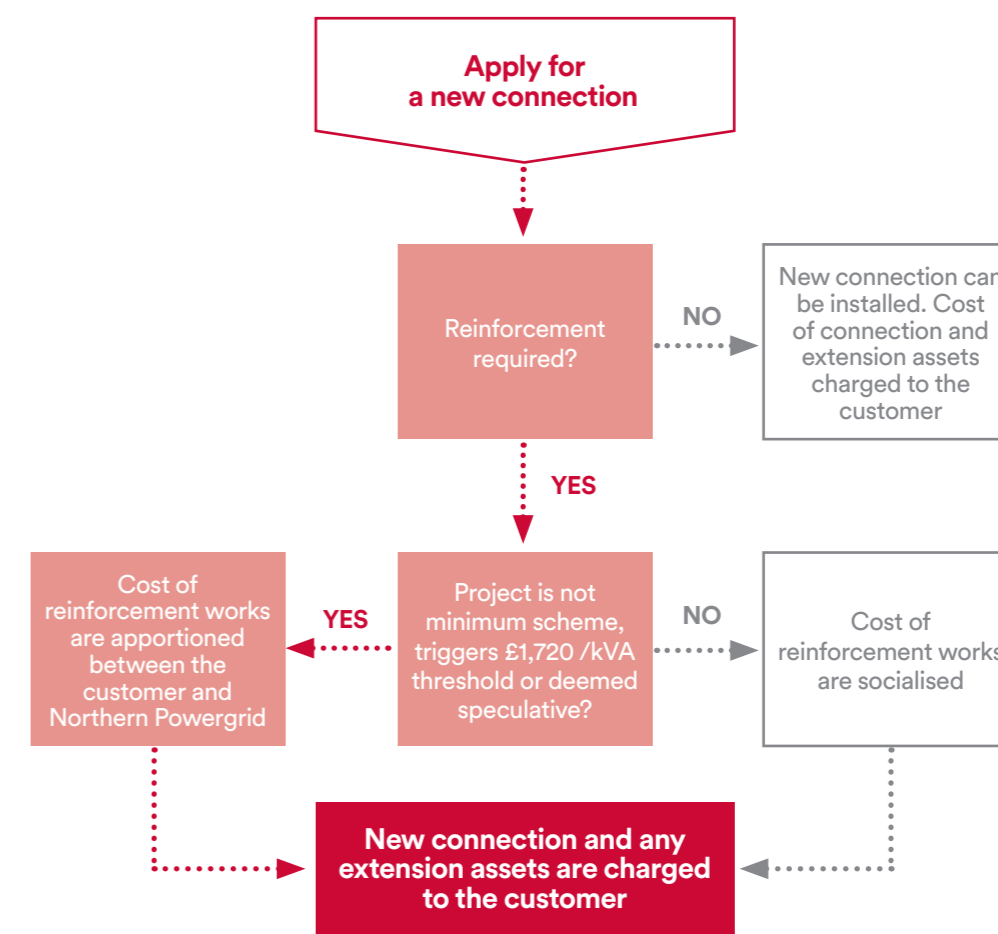 Apply for
a new connection
Reinforcement
required?
NO
New connection can
be installed. Cost
of connection and
extension assets
charged to the
customer
YES
Cost of
reinforcement works
are apportioned
between the
customer and
Northern Powergrid
YES
Project is not
minimum scheme,
triggers £1,720 /kVA
threshold or deemed
speculative?
NO
Cost of
reinforcement works
are socialised
New connection and any
extension assets are charged
to the customer